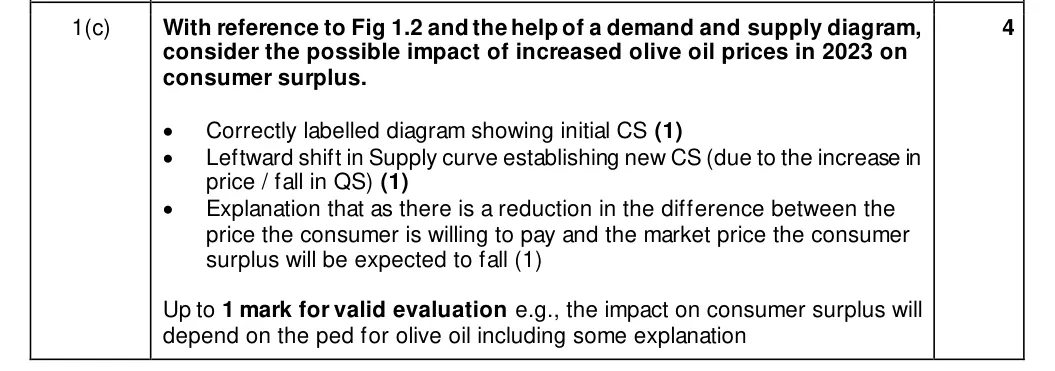 1(c)
With reference to Fig 1.2 and the help of a demand and supply diagram, 4
consider the possible impact of increased olive oil prices in 2023 on
consumer surplus.
• Correctly labelled diagram showing initial CS (1)
• Leftward shift in Supply curve establishing new CS (due to the increase in
price / fall in QS) (1)
• Explanation that as there is a reduction in the difference between the
price the consumer is willing to pay and the market price the consumer
surplus will be expected to fall (1)
Up to 1 mark for valid evaluation e.g., the impact on consumer surplus will
depend on the ped for olive oil including some explanation